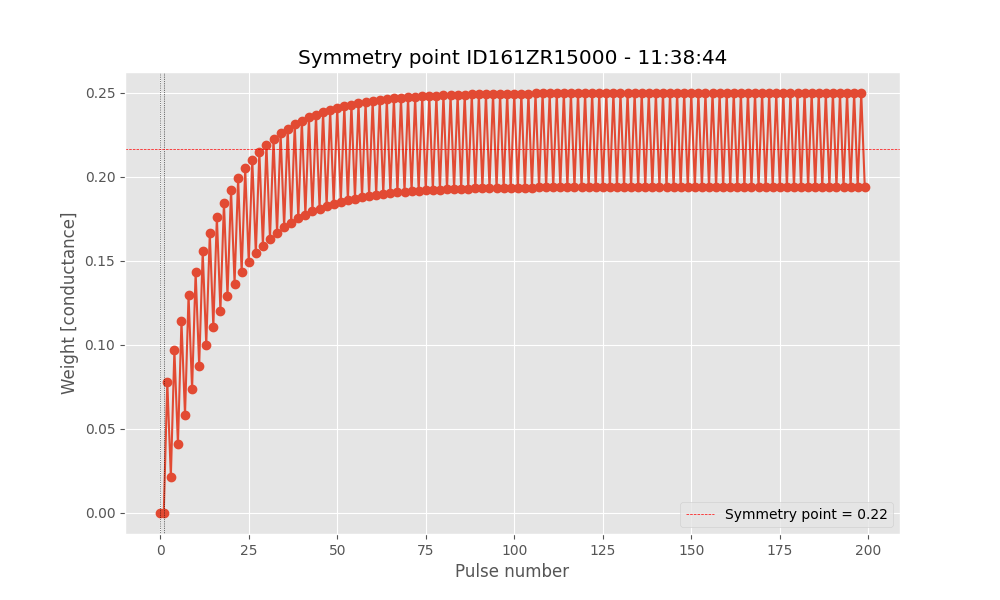 Symmetry point ID161ZR15000 - 11:38:44
Weight [conductance]
0.25
0.20
0.15
0.10
0.05
0.00
Symmetry point = 0.22
0 25 50 75 100 125 150 175 200
Pulse number